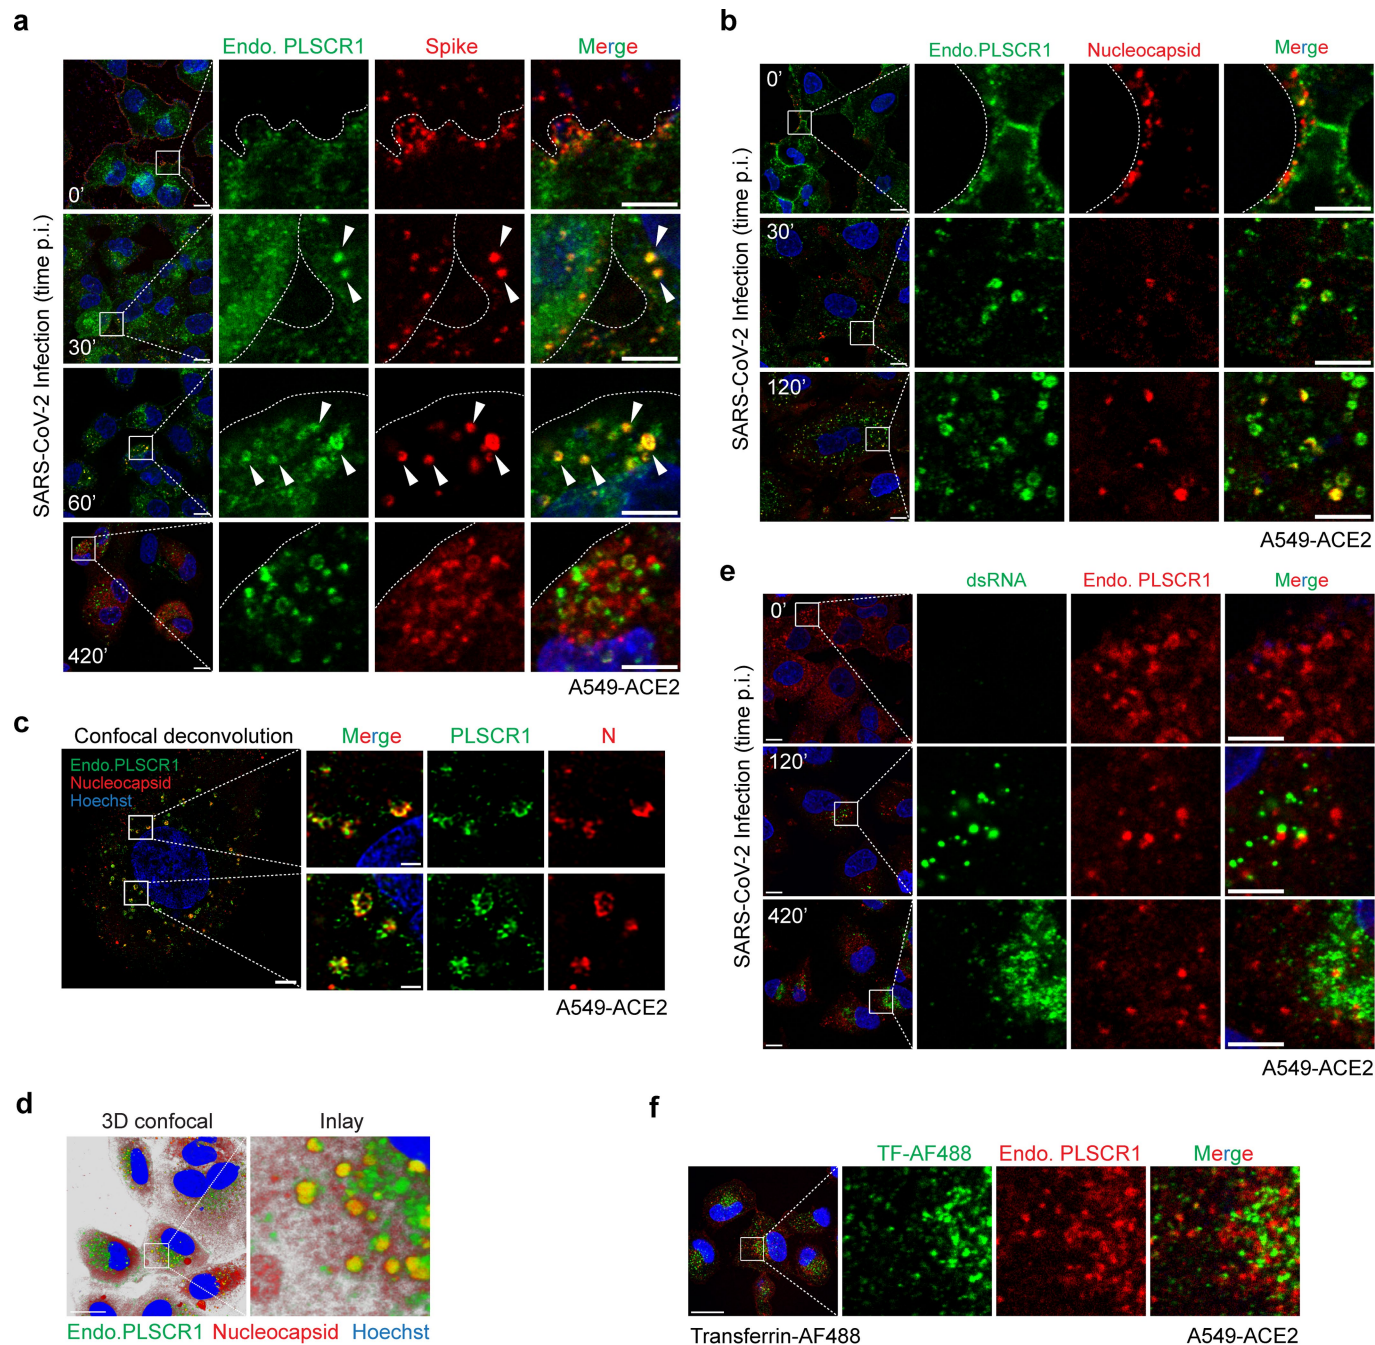 a
Endo. PLSCR1 Spike Merge
SARS-CoV-2 Infection (time p.i.)
0'
30'
60'
420'
A549-ACE2
b
Endo.PLSCR1 Nucleocapsid Merge
SARS-CoV-2 Infection (time p.i.)
0'
30'
120'
A549-ACE2
c
Confocal deconvolution Merge PLSCR1 N
Endo.PLSCR1
Nucleocapsid
Hoechst
A549-ACE2
e
dsRNA Endo. PLSCR1 Merge
SARS-CoV-2 Infection (time p.i.)
0'
120'
420'
A549-ACE2
d
3D confocal Inlay
Endo.PLSCR1 Nucleocapsid Hoechst
f
TF-AF488 Endo. PLSCR1 Merge
Transferrin-AF488 A549-ACE2